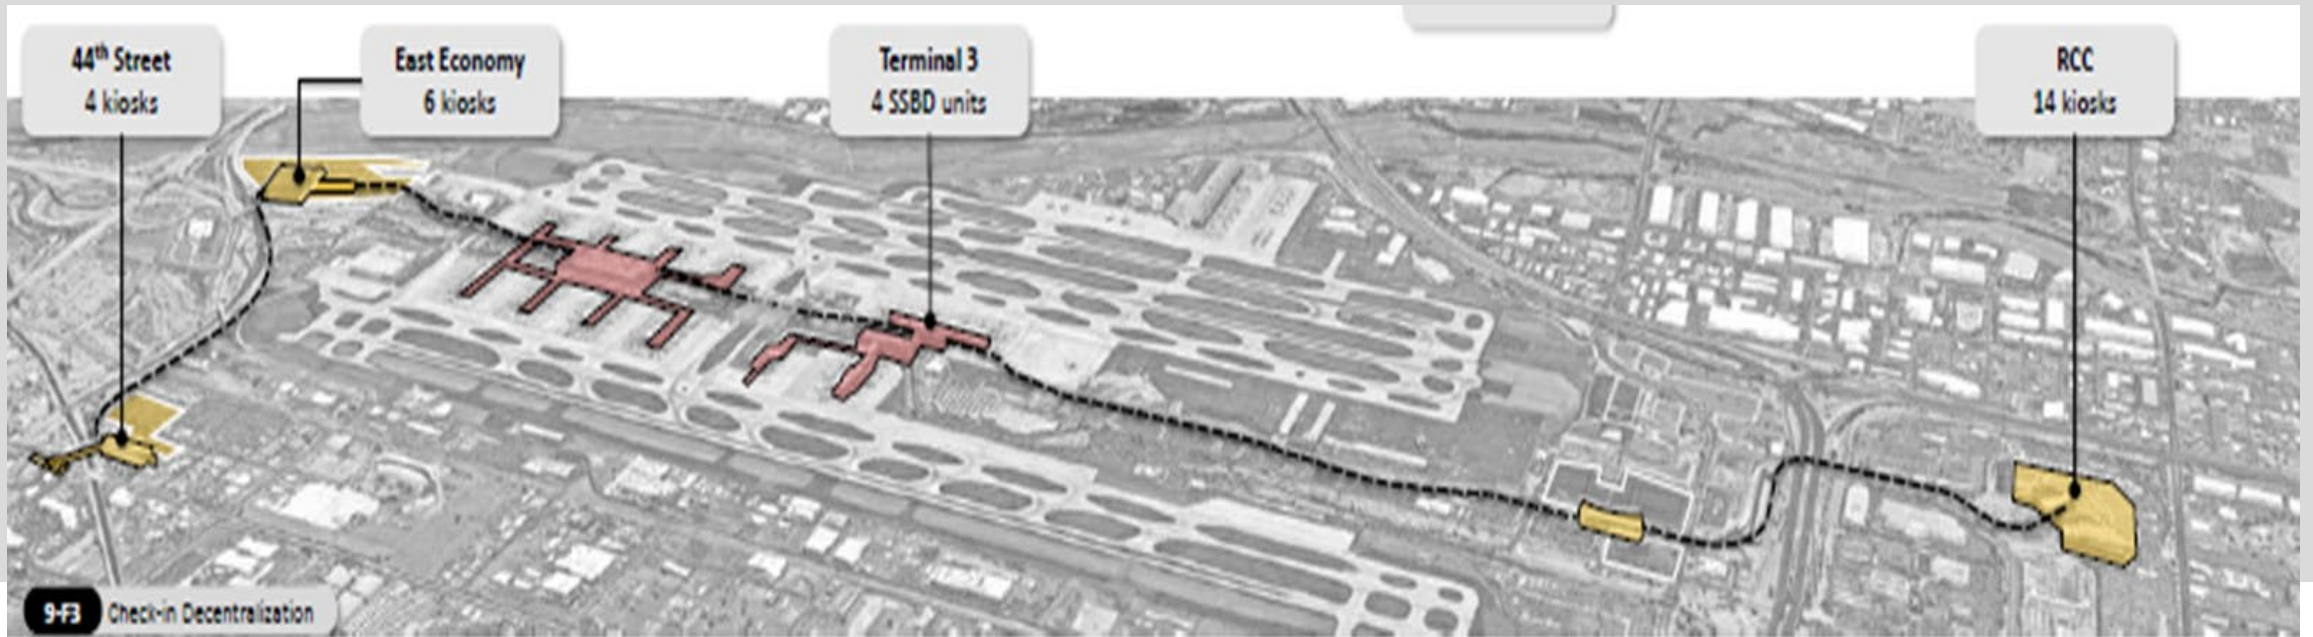 44th Street
4 kiosks
East Economy
6 kiosks
Terminal 3
4 SSBD units
RCC
14 kiosks
9-F3 Check-in Decentralization